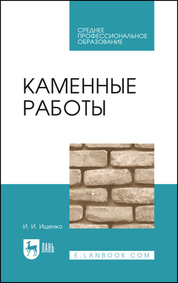 СРЕДНЕЕ
ПРОФЕССИОНАЛЬНОЕ
ОБРАЗОВАНИЕ
КАМЕННЫЕ
РАБОТЫ
И. И. Ищенко
ЛАНЬ
E.LANBOOK.COM